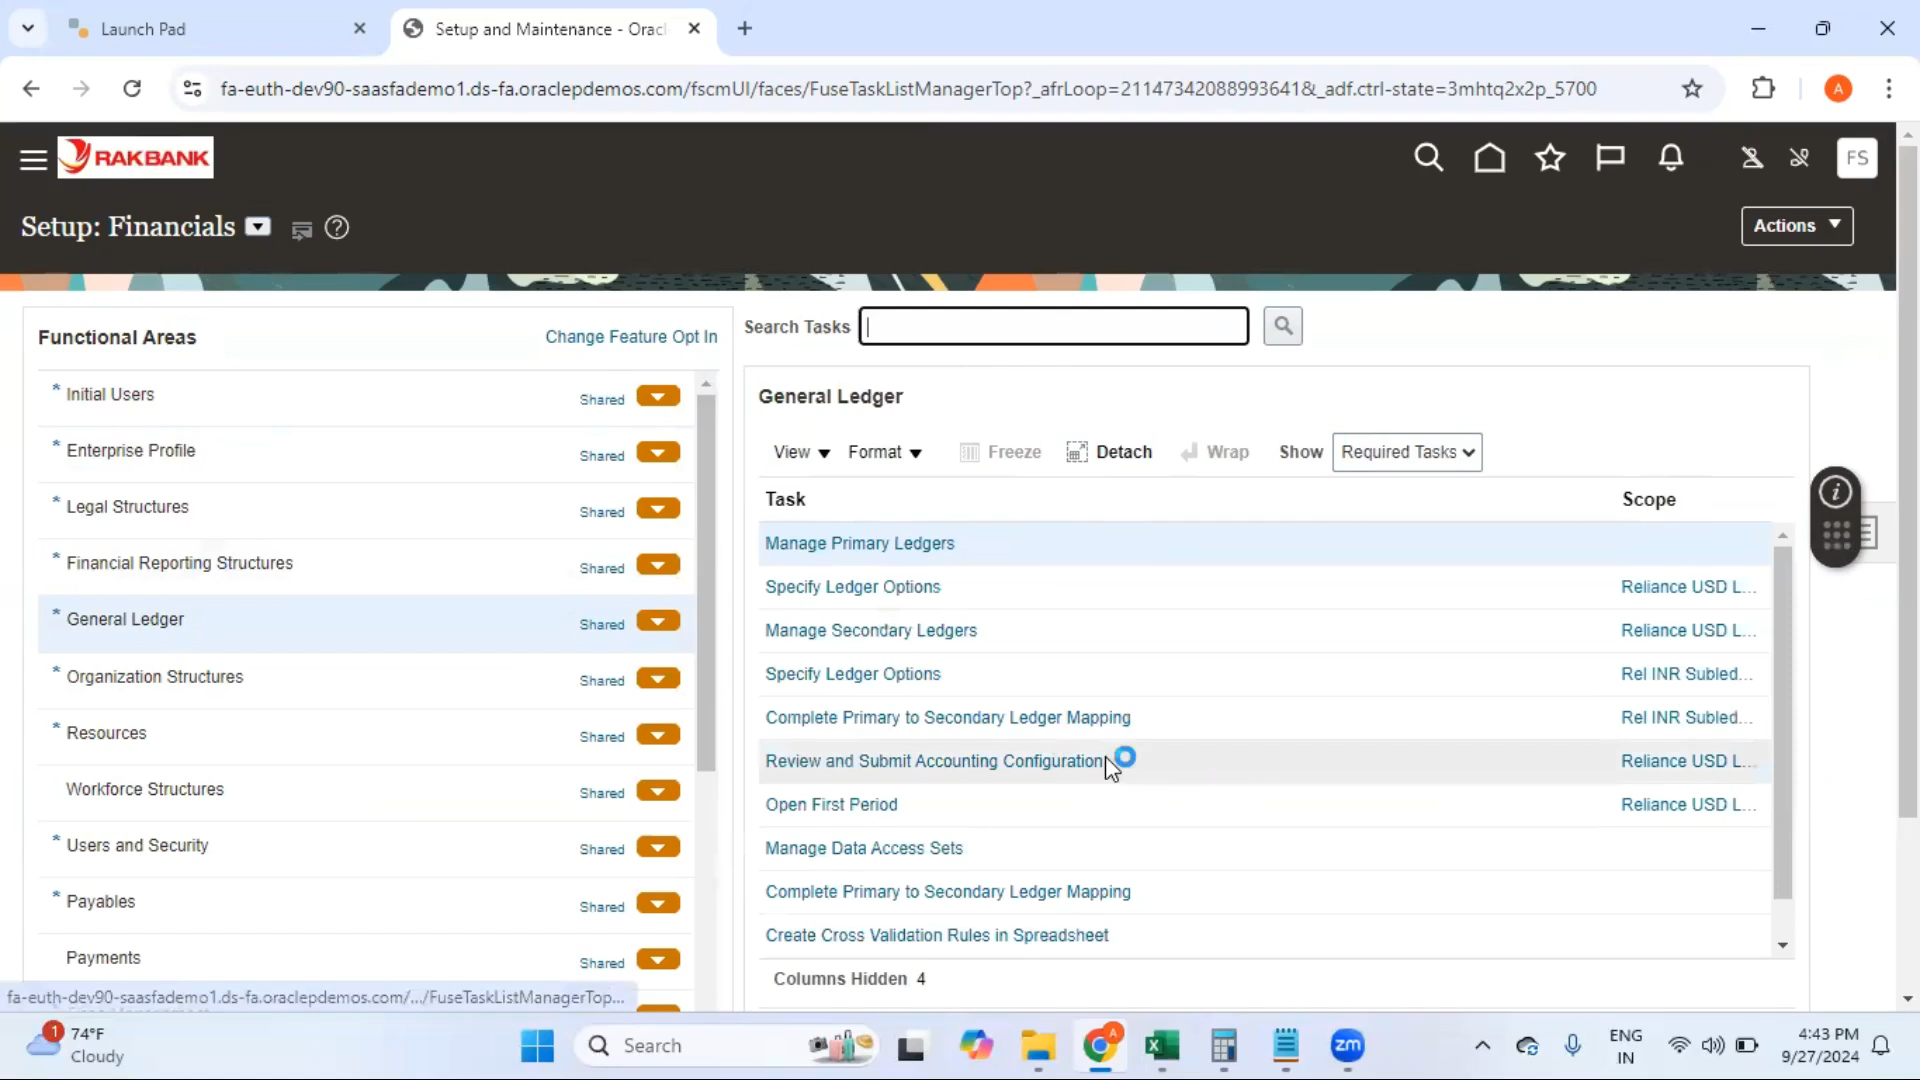 Launch Pad
Setup and Maintenance - Orac
fa-euth-dev90-saasfademo1.ds-fa.oraclepdemos.com/fscmUI/faces/FuseTaskListManagerTop?_afrLoop=21147342088993641&_adf.ctrl-state=3mhtq2x2p_5700
A
RAKBANK
FS
Setup: Financials
Actions
Functional Areas
Change Feature Opt In
Search Tasks
* Initial Users Shared
* Enterprise Profile Shared
* Legal Structures Shared
* Financial Reporting Structures Shared
* General Ledger Shared
* Organization Structures Shared
* Resources Shared
Workforce Structures Shared
* Users and Security Shared
* Payables Shared
Payments Shared
General Ledger
View Format Freeze Detach Wrap Show Required Tasks
Task Scope
Manage Primary Ledgers
Specify Ledger Options Reliance USD L...
Manage Secondary Ledgers Reliance USD L...
Specify Ledger Options Rel INR Subled...
Complete Primary to Secondary Ledger Mapping Rel INR Subled...
Review and Submit Accounting Configuration Reliance USD L...
Open First Period Reliance USD L...
Manage Data Access Sets
Complete Primary to Secondary Ledger Mapping
Create Cross Validation Rules in Spreadsheet
Columns Hidden 4
fa-euth-dev90-saasfademo1.ds-fa.oraclepdemos.com/.../FuseTaskListManagerTop...
1
74°F
Cloudy
Search
A
zm
ENG
IN
4:43 PM
9/27/2024